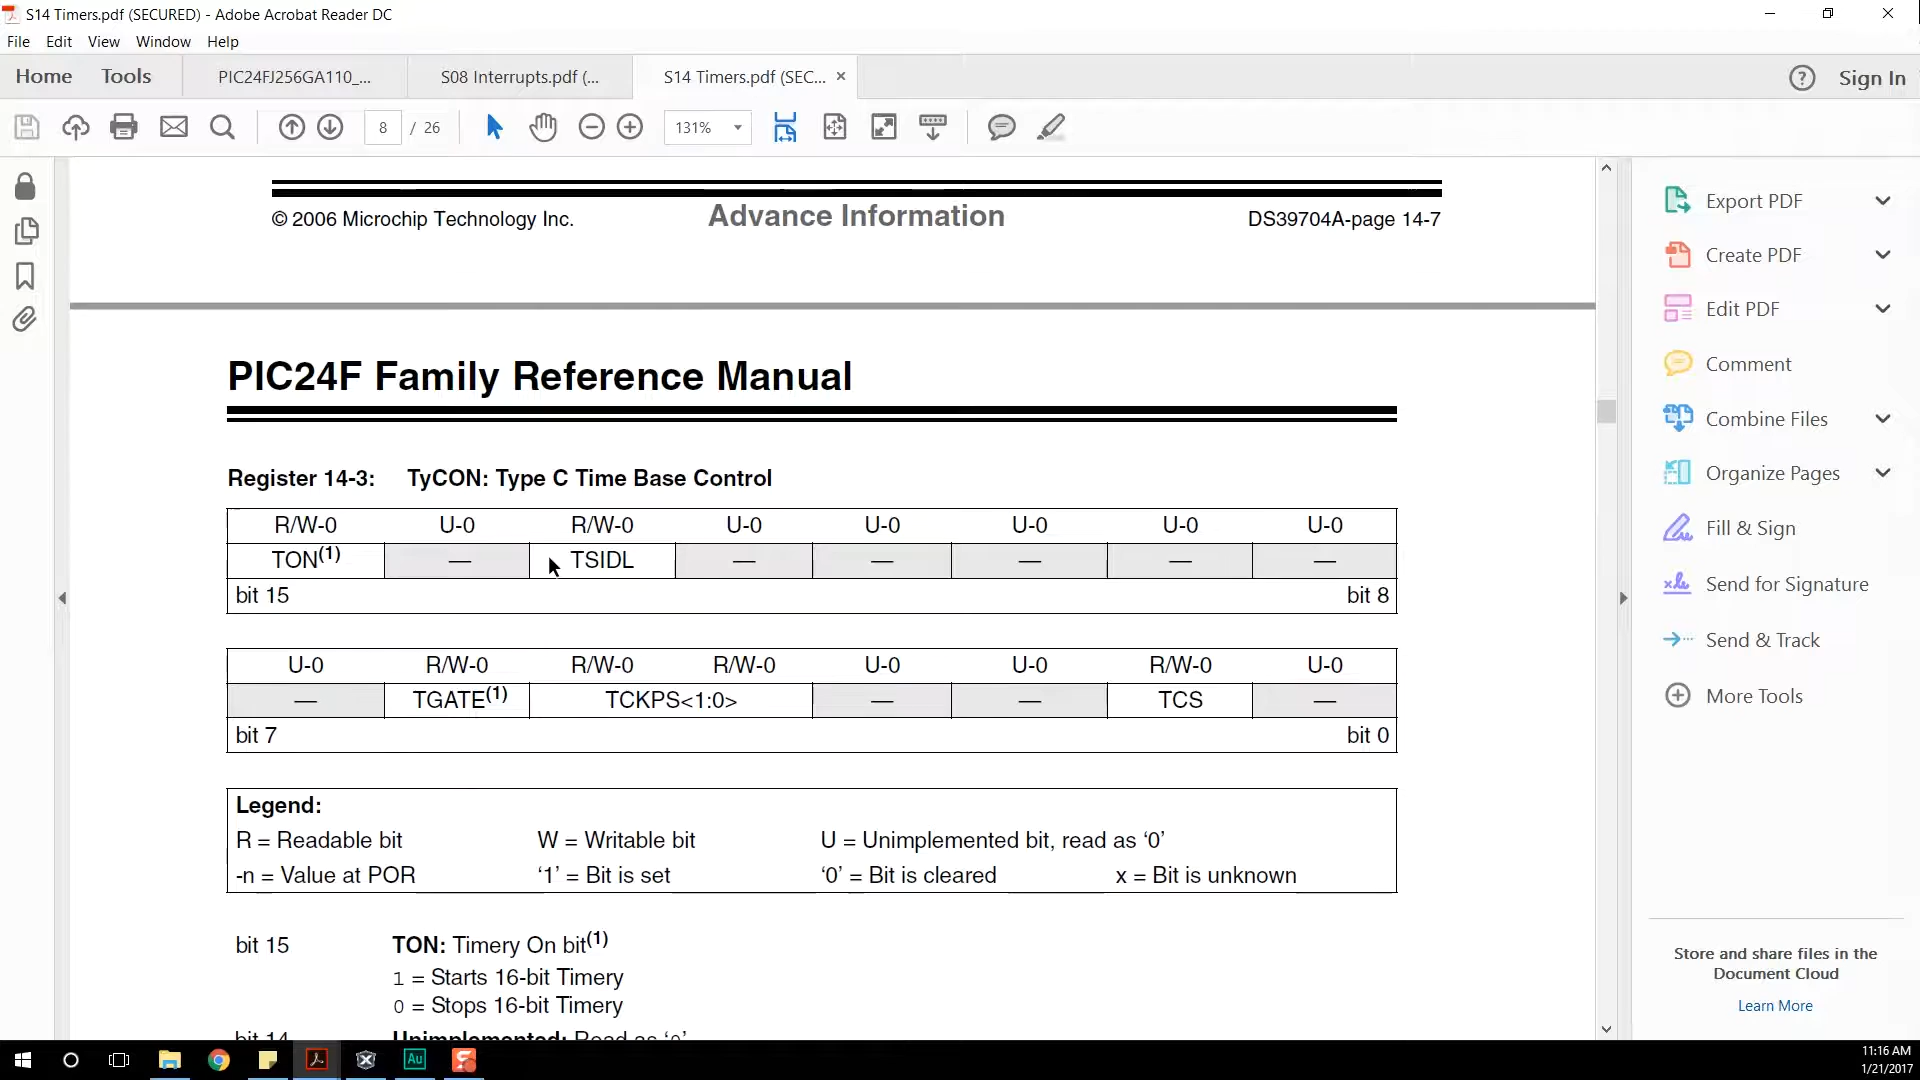 S14 Timers.pdf (SECURED) - Adobe Acrobat Reader DC
File Edit View Window Help
Home Tools PIC24FJ256GA110_... S08 Interrupts.pdf (... S14 Timers.pdf (SEC... × ? Sign In
8 / 26 131%
© 2006 Microchip Technology Inc. Advance Information DS39704A-page 14-7
PIC24F Family Reference Manual
Register 14-3: TyCON: Type C Time Base Control
R/W-0 U-0 R/W-0 U-0 U-0 U-0 U-0 U-0
TON(1) — TSIDL — — — — —
bit 15 bit 8
U-0 R/W-0 R/W-0 R/W-0 U-0 U-0 R/W-0 U-0
— TGATE(1) TCKPS<1:0> — — TCS —
bit 7 bit 0
Legend:
R = Readable bit W = Writable bit U = Unimplemented bit, read as ‘0’
-n = Value at POR ‘1’ = Bit is set ‘0’ = Bit is cleared x = Bit is unknown
bit 15 TON: Timery On bit(1)
1 = Starts 16-bit Timery
0 = Stops 16-bit Timery
bit 14 Unimplemented: Read as ‘0’
Export PDF
Create PDF
Edit PDF
Comment
Combine Files
Organize Pages
Fill & Sign
Send for Signature
Send & Track
More Tools
Store and share files in the
Document Cloud
Learn More
Au
11:16 AM
1/21/2017